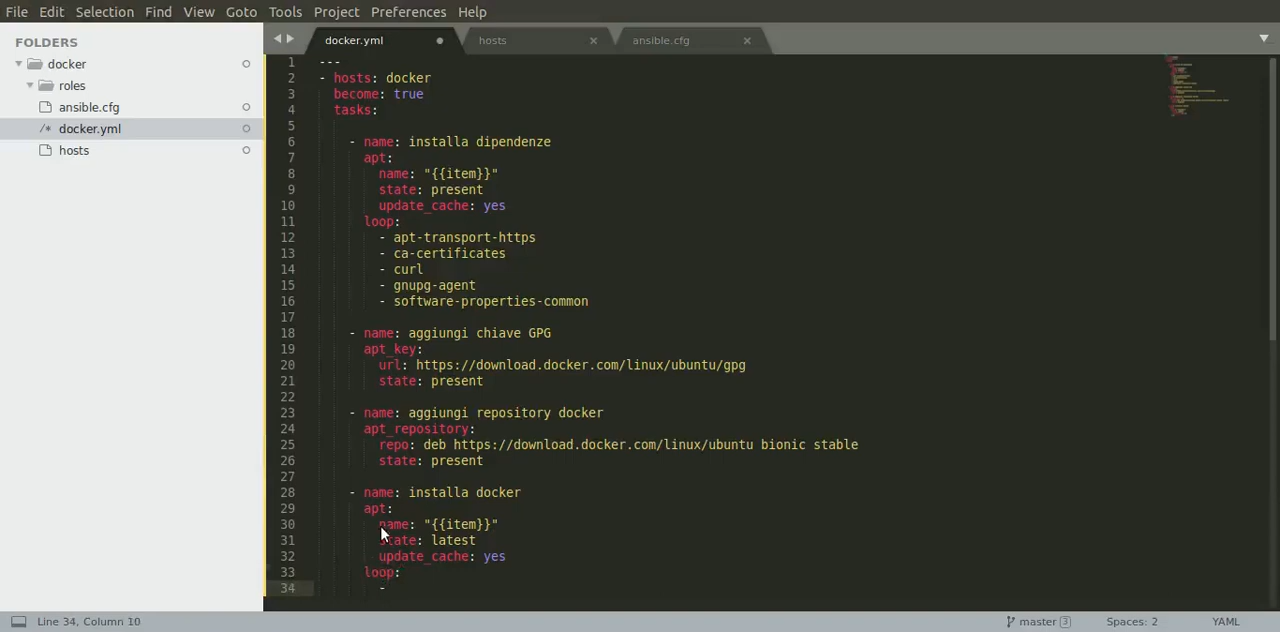 File Edit Selection Find View Goto Tools Project Preferences Help
FOLDERS
docker
roles
ansible.cfg
/* docker.yml
hosts
docker.yml hosts ansible.cfg
1 ---
2 - hosts: docker
3 become: true
4 tasks:
5
6 - name: installa dipendenze
7 apt:
8 name: "{{item}}"
9 state: present
10 update_cache: yes
11 loop:
12 - apt-transport-https
13 - ca-certificates
14 - curl
15 - gnupg-agent
16 - software-properties-common
17
18 - name: aggiungi chiave GPG
19 apt_key:
20 url: https://download.docker.com/linux/ubuntu/gpg
21 state: present
22
23 - name: aggiungi repository docker
24 apt_repository:
25 repo: deb https://download.docker.com/linux/ubuntu bionic stable
26 state: present
27
28 - name: installa docker
29 apt:
30 name: "{{item}}"
31 state: latest
32 update_cache: yes
33 loop:
34 -
Line 34, Column 10 master 3 Spaces: 2 YAML